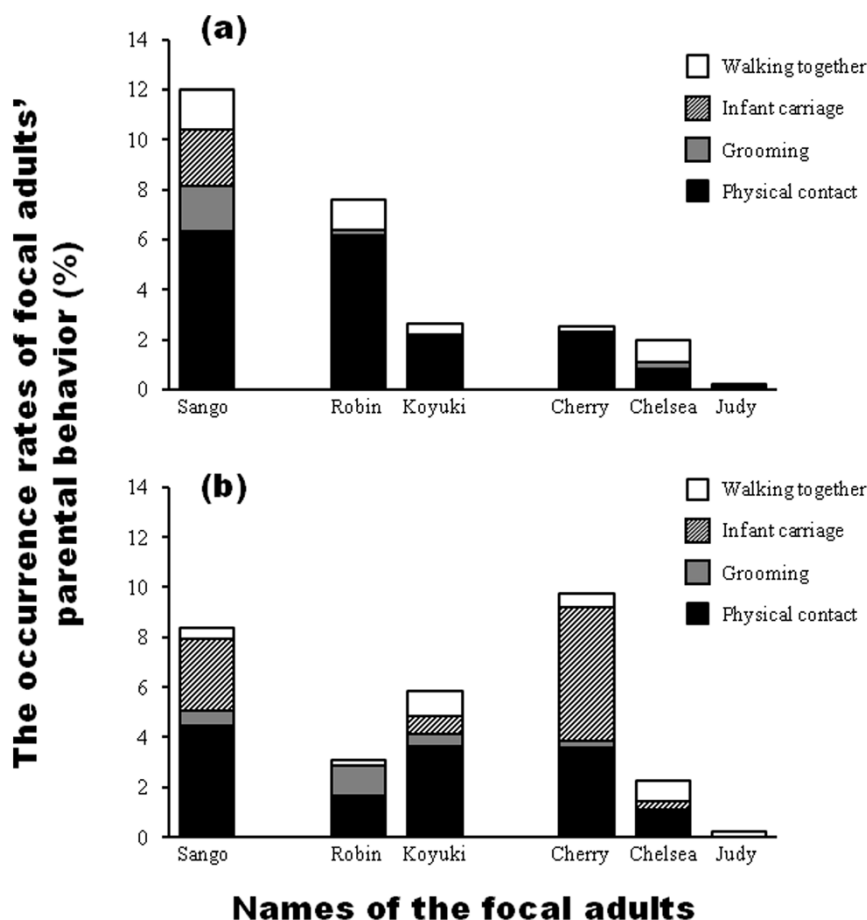 The occurrence rates of focal adults'
parental behavior (%)
(a)
14
12
10
8
6
4
2
0
Walking together
Infant carriage
Grooming
Physical contact
Sango Robin Koyuki Cherry Chelsea Judy
(b)
14
12
10
8
6
4
2
0
Walking together
Infant carriage
Grooming
Physical contact
Sango Robin Koyuki Cherry Chelsea Judy
Names of the focal adults